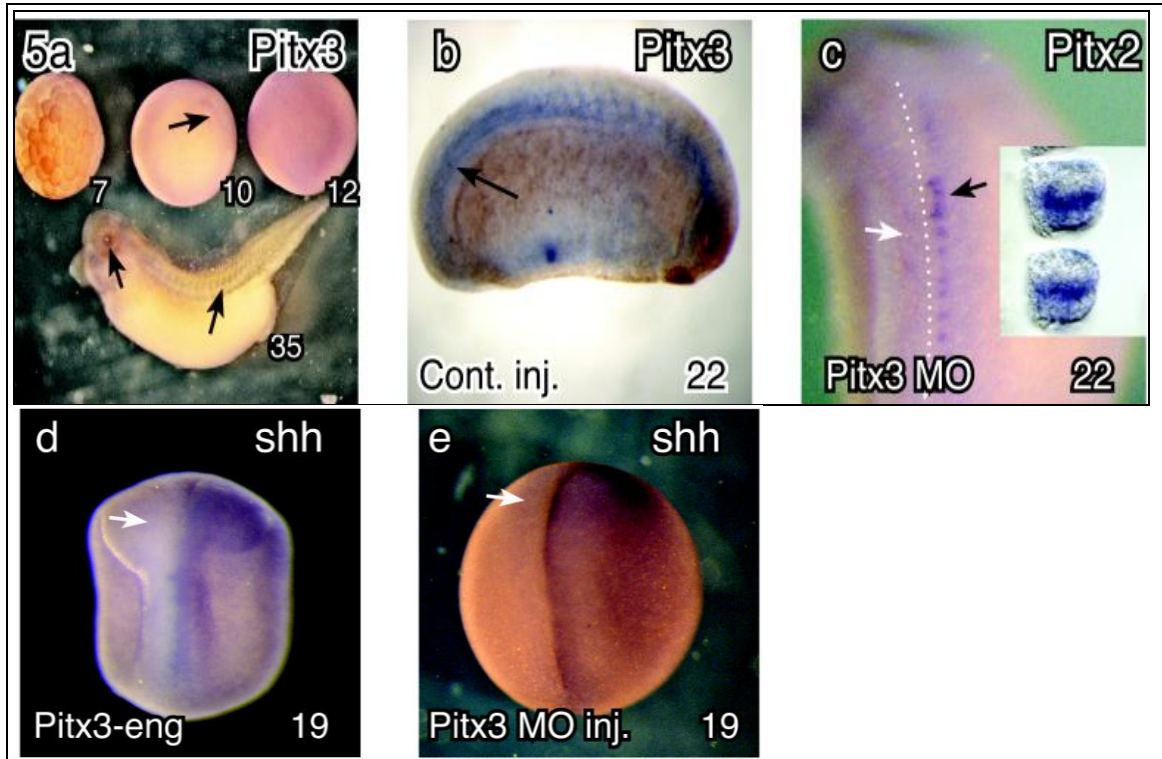 5a Pitx3
7
10
12
35
b Pitx3
Cont. inj. 22
c Pitx2
Pitx3 MO 22
d shh
Pitx3-eng 19
e shh
Pitx3 MO inj. 19